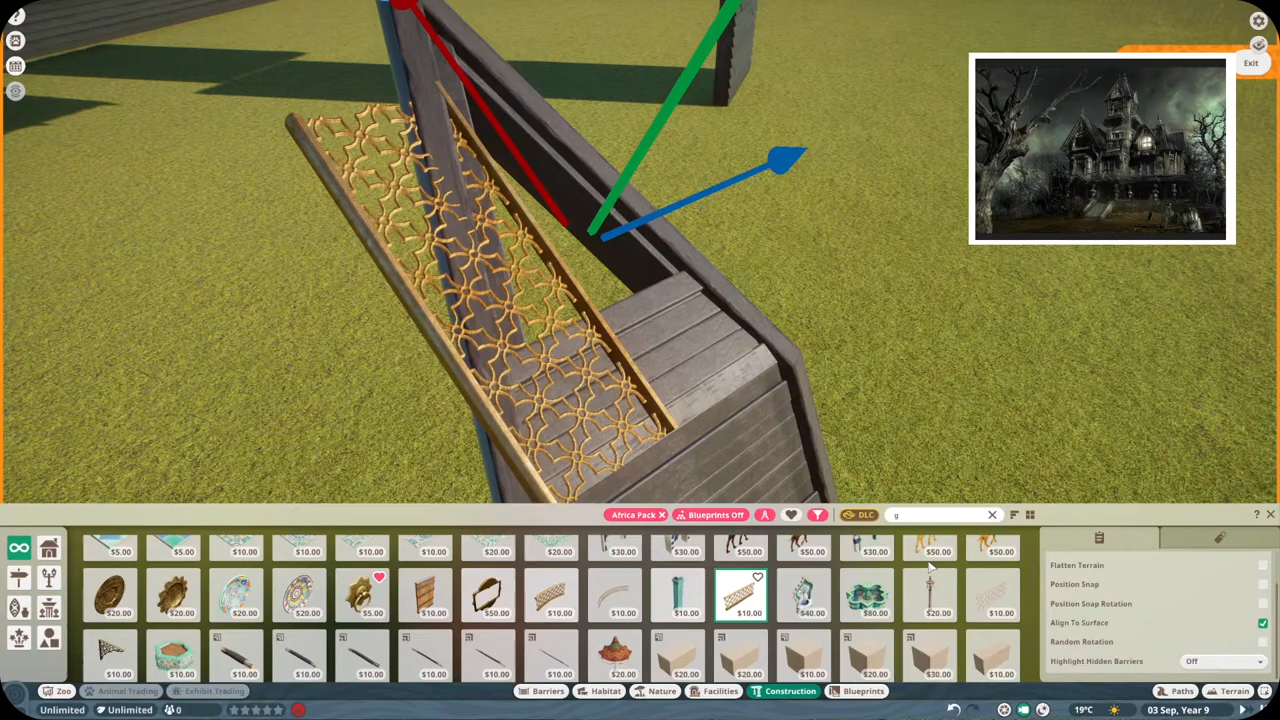 Exit
Africa Pack
Blueprints Off
DLC
g
$5.00 $5.00 $10.00 $10.00 $10.00 $10.00 $20.00 $20.00 $30.00 $30.00 $50.00 $50.00 $30.00 $50.00 $50.00
$20.00 $20.00 $20.00 $20.00 $5.00 $10.00 $20.00 $10.00 $10.00 $10.00 $10.00 $40.00 $80.00 $20.00 $10.00
$10.00 $10.00 $10.00 $10.00 $10.00 $10.00 $10.00 $10.00 $20.00 $20.00 $20.00 $20.00 $20.00 $30.00 $10.00
Flatten Terrain
Position Snap
Position Snap Rotation
Align To Surface
Random Rotation
Highlight Hidden Barriers Off
Zoo Animal Trading Exhibit Trading Barriers Habitat Nature Facilities Construction Blueprints Paths Terrain
Unlimited Unlimited 0 19°C 03 Sep, Year 9